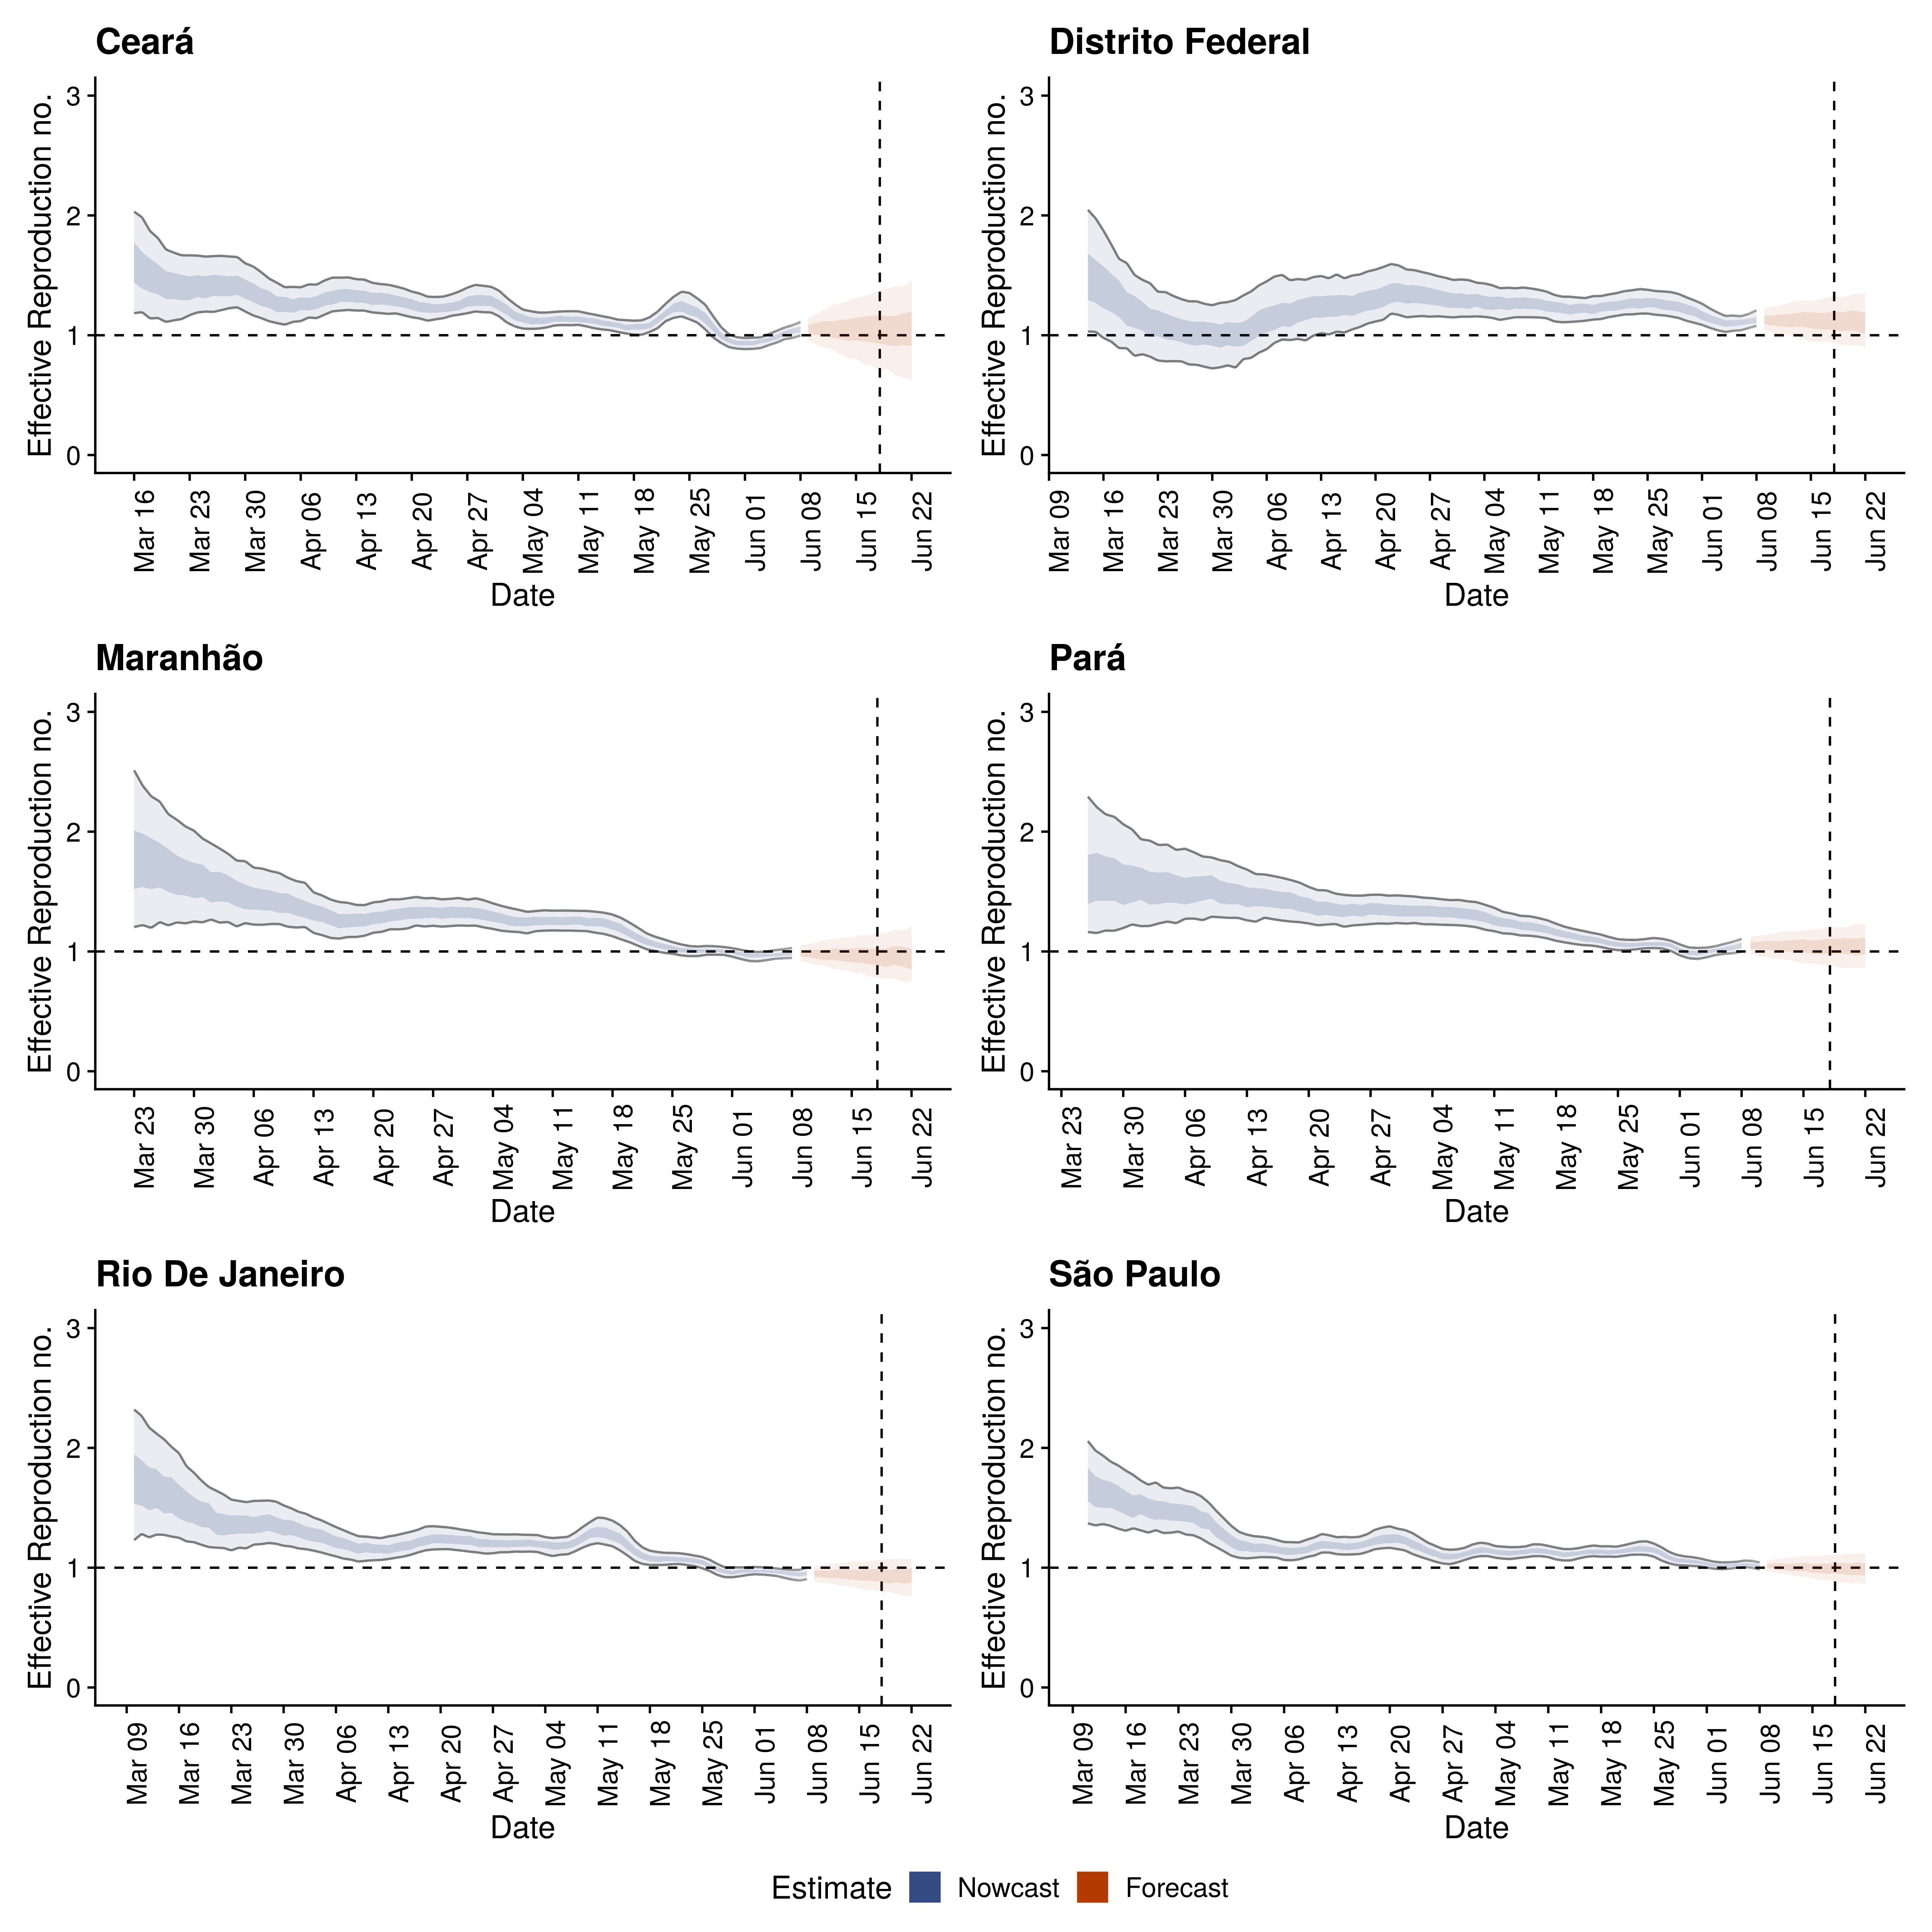 Ceará
Effective Reproduction no.
3
2
1
0
Mar 16 Mar 23 Mar 30 Apr 06 Apr 13 Apr 20 Apr 27 May 04 May 11 May 18 May 25 Jun 01 Jun 08 Jun 15 Jun 22
Date
Distrito Federal
Effective Reproduction no.
3
2
1
0
Mar 09 Mar 16 Mar 23 Mar 30 Apr 06 Apr 13 Apr 20 Apr 27 May 04 May 11 May 18 May 25 Jun 01 Jun 08 Jun 15 Jun 22
Date
Maranhão
Effective Reproduction no.
3
2
1
0
Mar 23 Mar 30 Apr 06 Apr 13 Apr 20 Apr 27 May 04 May 11 May 18 May 25 Jun 01 Jun 08 Jun 15 Jun 22
Date
Pará
Effective Reproduction no.
3
2
1
0
Mar 23 Mar 30 Apr 06 Apr 13 Apr 20 Apr 27 May 04 May 11 May 18 May 25 Jun 01 Jun 08 Jun 15 Jun 22
Date
Rio De Janeiro
Effective Reproduction no.
3
2
1
0
Mar 09 Mar 16 Mar 23 Mar 30 Apr 06 Apr 13 Apr 20 Apr 27 May 04 May 11 May 18 May 25 Jun 01 Jun 08 Jun 15 Jun 22
Date
São Paulo
Effective Reproduction no.
3
2
1
0
Mar 09 Mar 16 Mar 23 Mar 30 Apr 06 Apr 13 Apr 20 Apr 27 May 04 May 11 May 18 May 25 Jun 01 Jun 08 Jun 15 Jun 22
Date
Estimate Nowcast Forecast